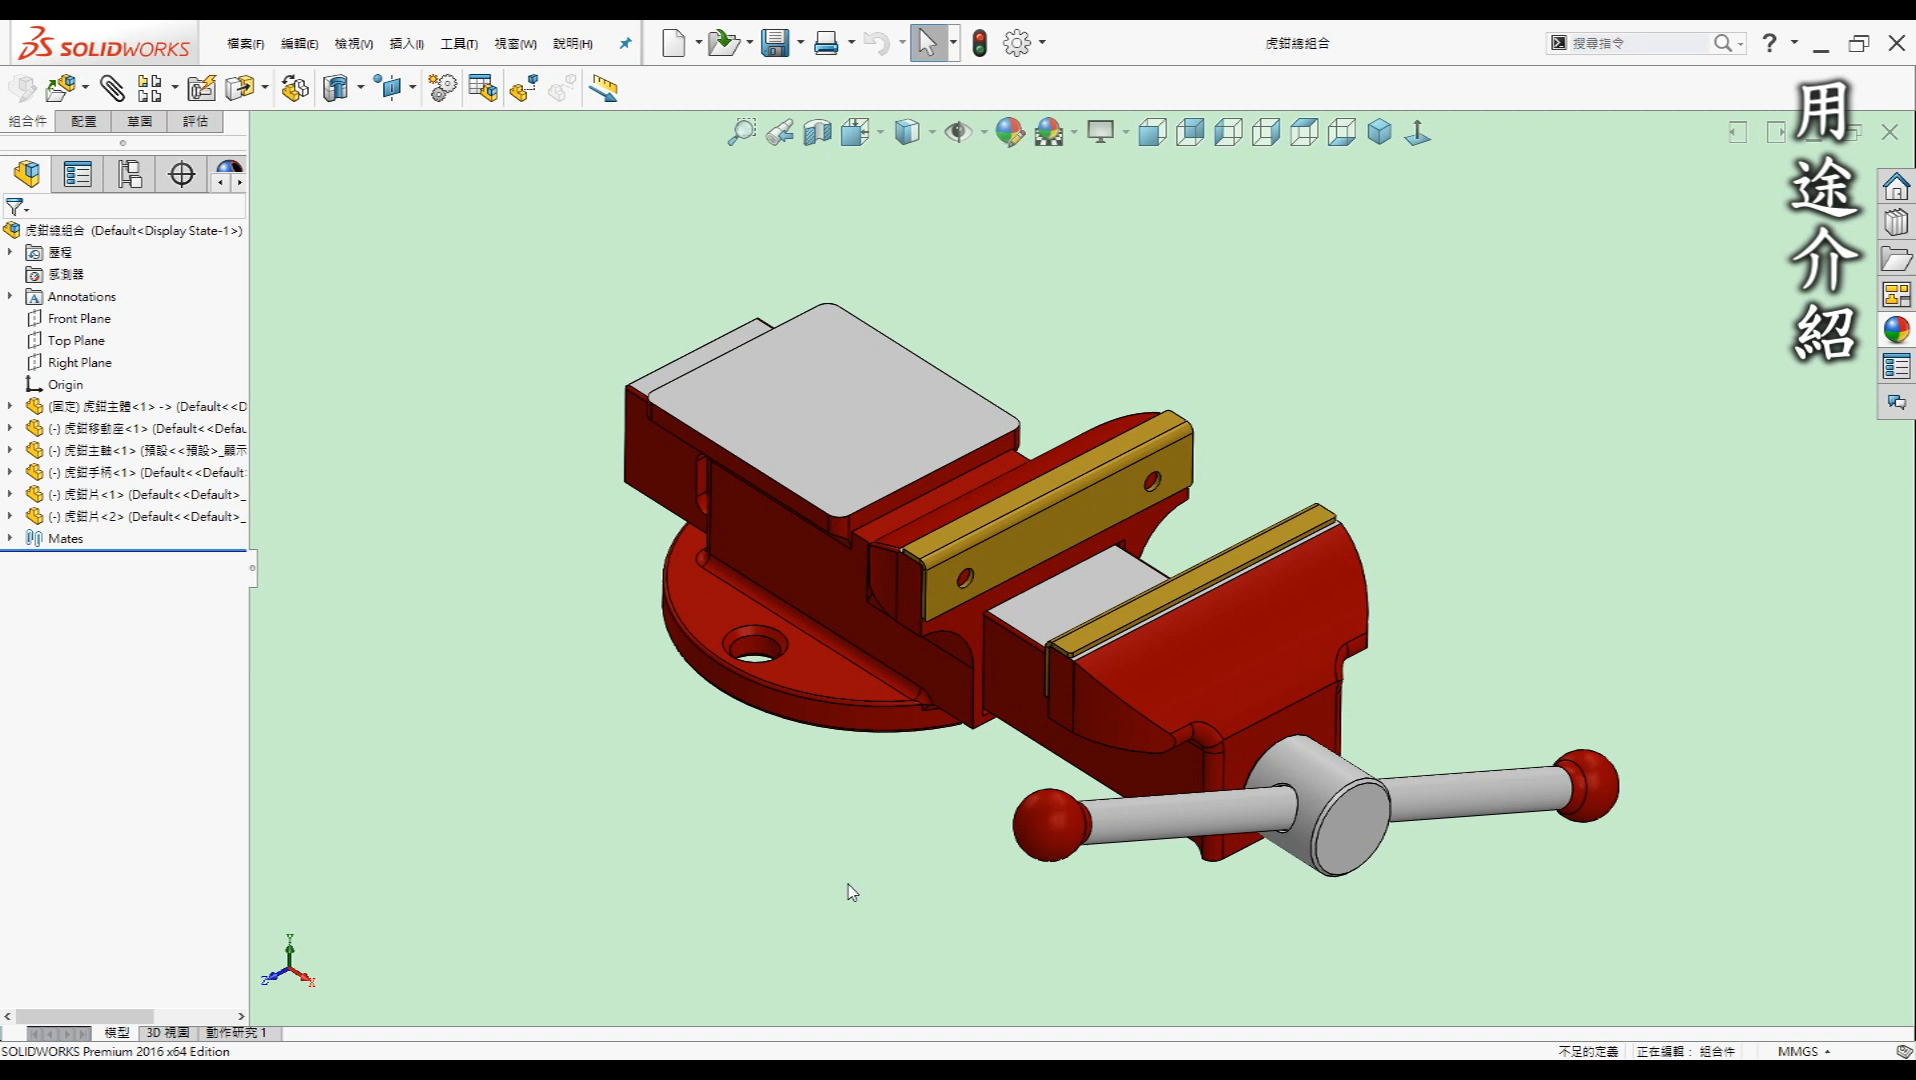 SOLIDWORKS
檔案(F) 編輯(E) 檢視(V) 插入(I) 工具(T) 視窗(W) 說明(H)
虎鉗總組合
搜尋指令
?
組合件 配置 草圖 評估
用途介紹
虎鉗總組合 (Default<Display State-1>)
歷程
感測器
Annotations
Front Plane
Top Plane
Right Plane
Origin
(固定) 虎鉗主體<1> -> (Default<<D
(-) 虎鉗移動座<1> (Default<<Defau
(-) 虎鉗主軸<1> (預設<<預設>_顯示
(-) 虎鉗手柄<1> (Default<<Default
(-) 虎鉗片<1> (Default<<Default>_
(-) 虎鉗片<2> (Default<<Default>_
Mates
Y
Z
X
模型 3D 視圖 動作研究 1
SOLIDWORKS Premium 2016 x64 Edition
不足的定義 正在編輯： 組合件 MMGS